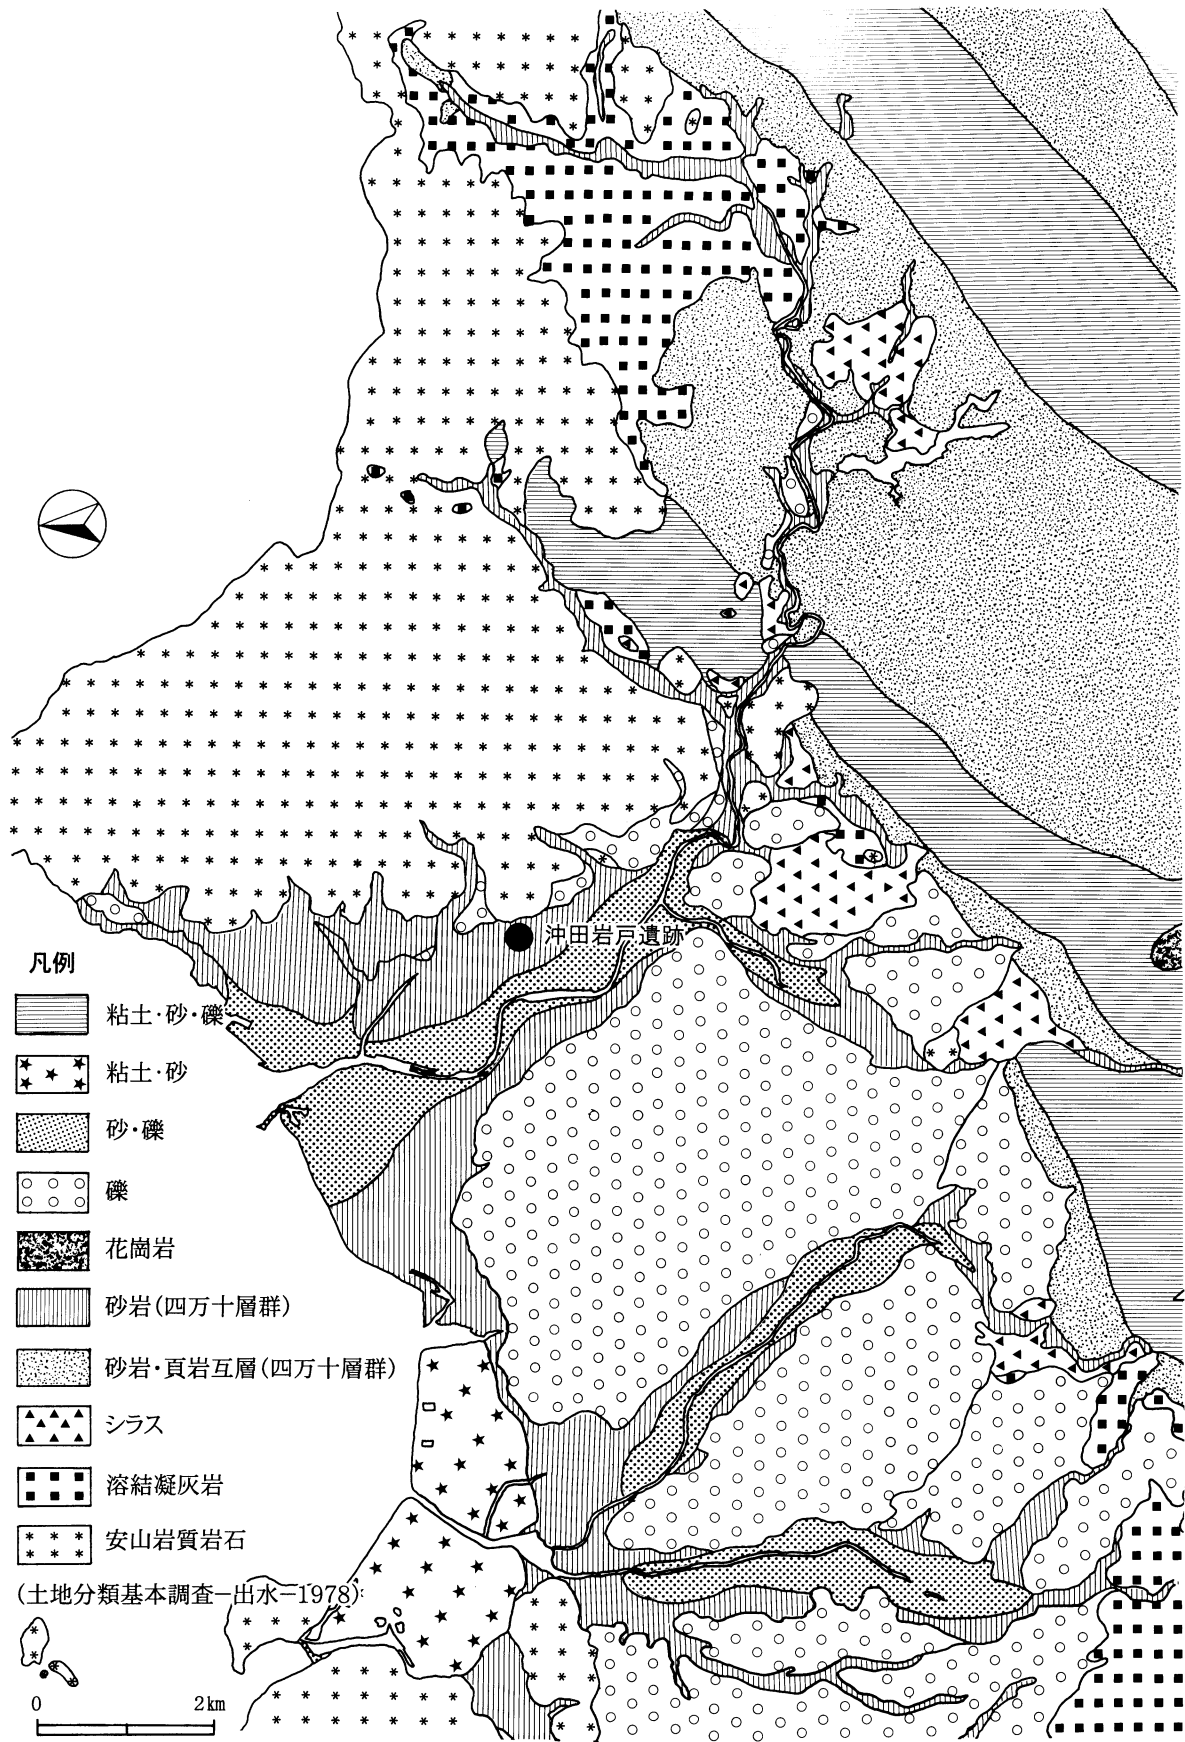 沖田岩戸遺跡
凡例
粘土・砂・礫
粘土・砂
砂・礫
礫
花崗岩
砂岩(四万十層群)
砂岩・頁岩互層(四万十層群)
シラス
溶結凝灰岩
安山岩質岩石
(土地分類基本調査−出水−1978)
0 2km